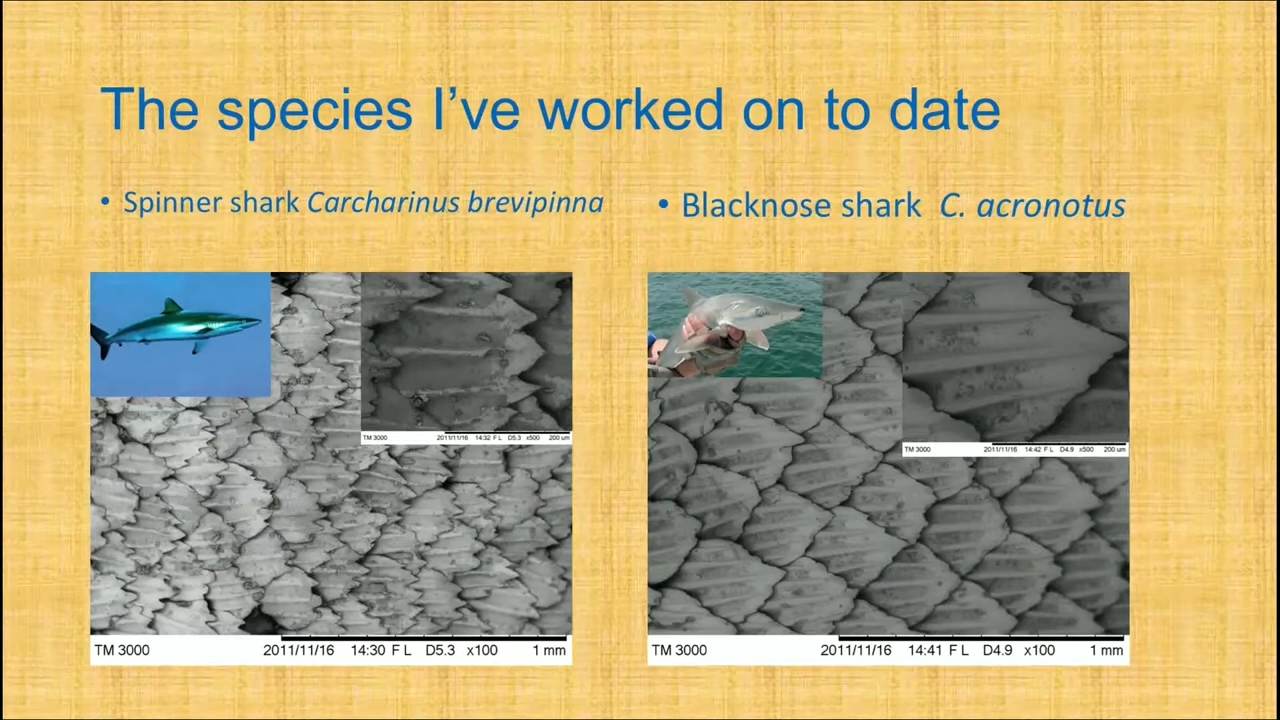 The species I’ve worked on to date
• Spinner shark Carcharinus brevipinna
TM 3000 2011/11/16 14:32 F L D5.3 x500 200 um
TM 3000 2011/11/16 14:30 F L D5.3 x100 1 mm
• Blacknose shark C. acronotus
TM 3000 2011/11/16 14:42 F L D4.9 x500 200 um
TM 3000 2011/11/16 14:41 F L D4.9 x100 1 mm